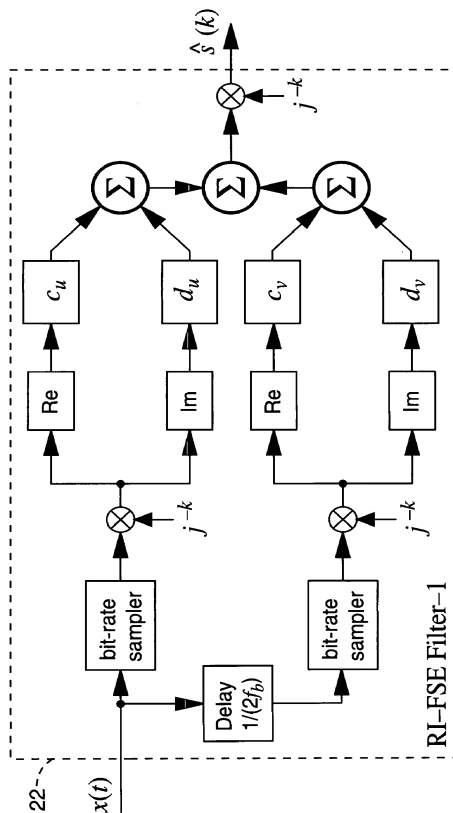 22
x(t)
bit-rate
sampler
j^{-k}
Re
c_u
Σ
Im
d_u
Σ
j^{-k}
ŝ(k)
Delay
1/(2f_b)
bit-rate
sampler
j^{-k}
Re
c_v
Σ
Im
d_v
RI–FSE Filter–1